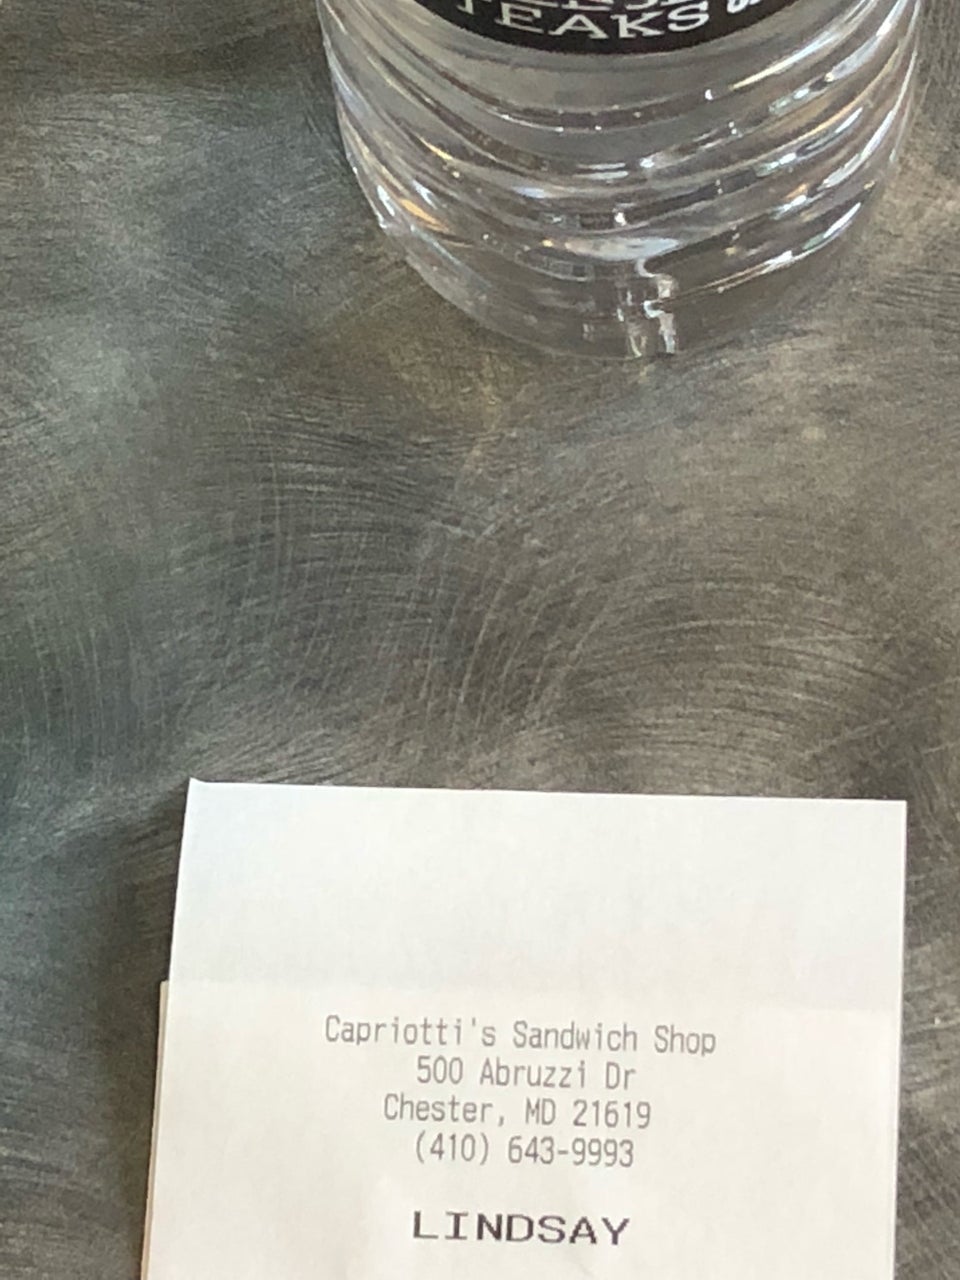 TEAKS
Capriotti's Sandwich Shop
500 Abruzzi Dr
Chester, MD 21619
(410) 643-9993
LINDSAY